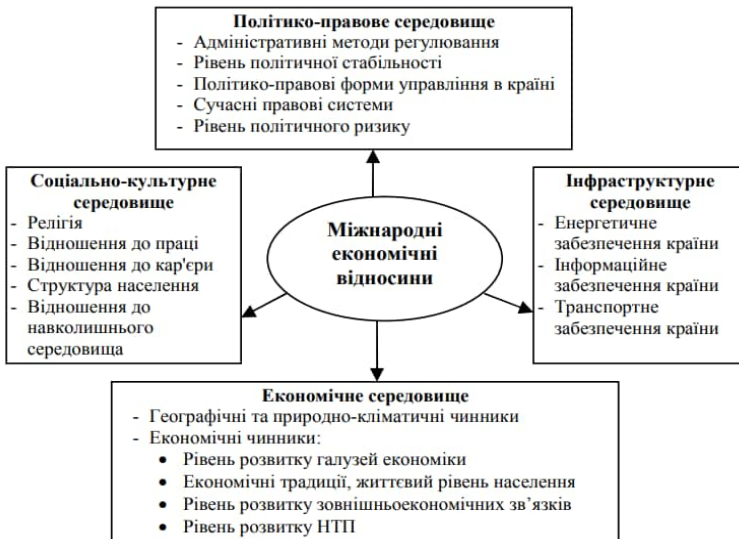 Політико-правове середовище
- Адміністративні методи регулювання
- Рівень політичної стабільності
- Політико-правові форми управління в країні
- Сучасні правові системи
- Рівень політичного ризику
Соціально-культурне
середовище
- Релігія
- Відношення до праці
- Відношення до кар'єри
- Структура населення
- Відношення до
навколишнього
середовища
Міжнародні
економічні
відносини
Інфраструктурне
середовище
- Енергетичне
забезпечення країни
- Інформаційне
забезпечення країни
- Транспортне
забезпечення країни
Економічне середовище
- Географічні та природно-кліматичні чинники
- Економічні чинники:
• Рівень розвитку галузей економіки
• Економічні традиції, життєвий рівень населення
• Рівень розвитку зовнішньоекономічних зв’язків
• Рівень розвитку НТП